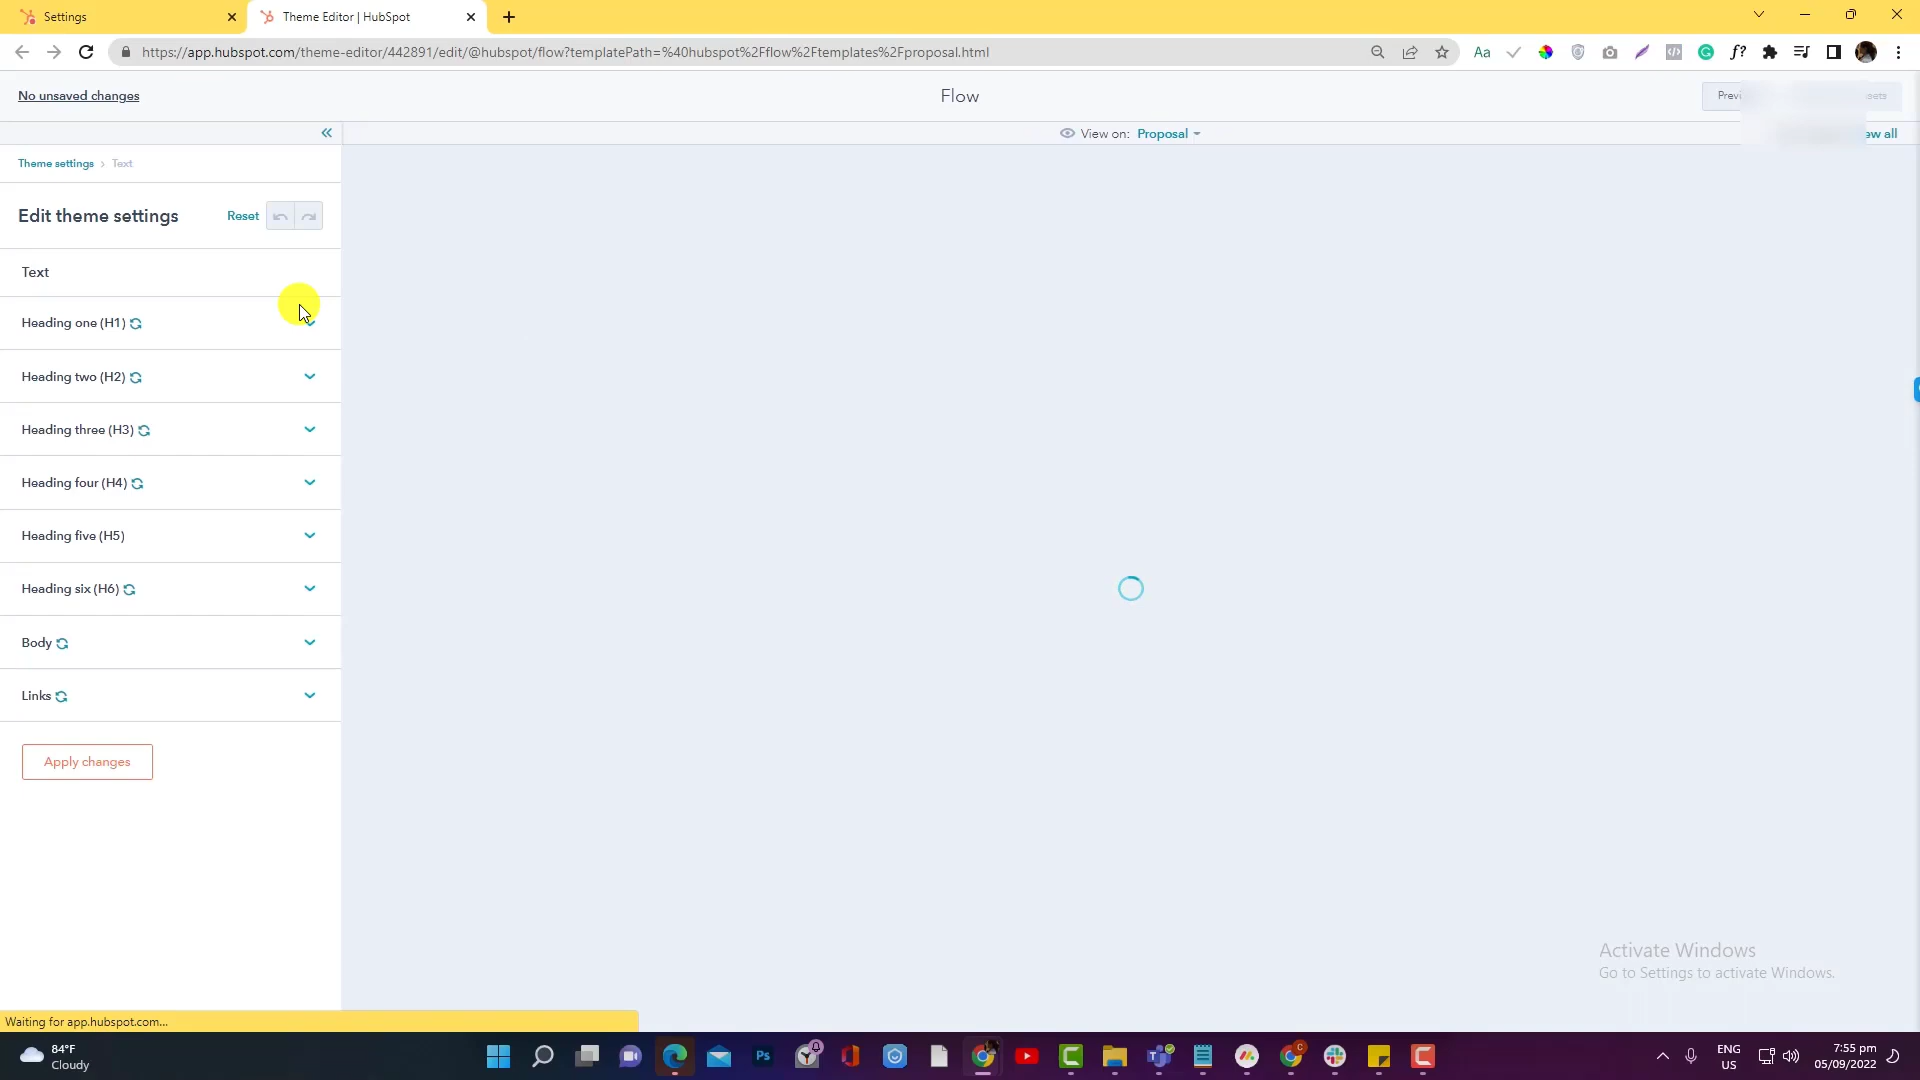 Settings
Theme Editor | HubSpot
https://app.hubspot.com/theme-editor/442891/edit/@hubspot/flow?templatePath=%40hubspot%2Fflow%2Ftemplates%2Fproposal.html
Aa
f?
No unsaved changes
Flow
View on: Proposal
Theme settings › Text
Edit theme settings
Reset
Text
Heading one (H1)
Heading two (H2)
Heading three (H3)
Heading four (H4)
Heading five (H5)
Heading six (H6)
Body
Links
Apply changes
Activate Windows
Go to Settings to activate Windows.
Waiting for app.hubspot.com...
84°F
Cloudy
Ps
ENG
US
7:55 pm
05/09/2022